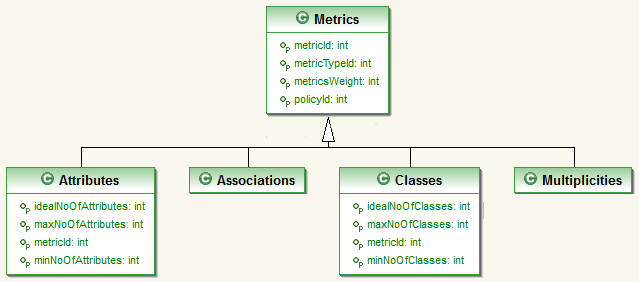 Metrics
metricId: int
metricTypeId: int
metricsWeight: int
policyId: int
Attributes
idealNoOfAttributes: int
maxNoOfAttributes: int
metricId: int
minNoOfAttributes: int
Associations
Classes
idealNoOfClasses: int
maxNoOfClasses: int
metricId: int
minNoOfClasses: int
Multiplicities